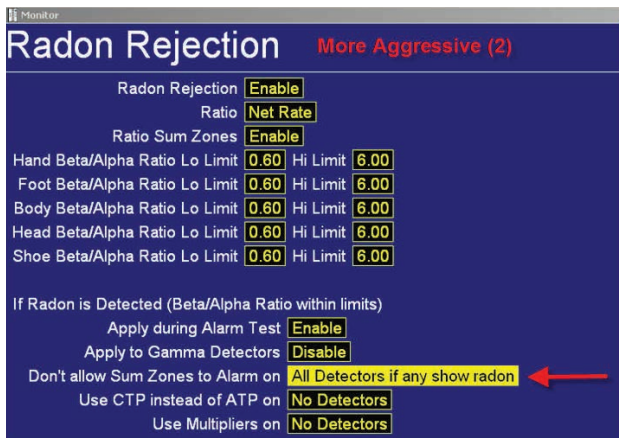 Monitor
Radon Rejection More Aggressive (2)
Radon Rejection Enable
Ratio Net Rate
Ratio Sum Zones Enable
Hand Beta/Alpha Ratio Lo Limit 0.60 Hi Limit 6.00
Foot Beta/Alpha Ratio Lo Limit 0.60 Hi Limit 6.00
Body Beta/Alpha Ratio Lo Limit 0.60 Hi Limit 6.00
Head Beta/Alpha Ratio Lo Limit 0.60 Hi Limit 6.00
Shoe Beta/Alpha Ratio Lo Limit 0.60 Hi Limit 6.00
If Radon is Detected (Beta/Alpha Ratio within limits)
Apply during Alarm Test Enable
Apply to Gamma Detectors Disable
Don't allow Sum Zones to Alarm on All Detectors if any show radon
Use CTP instead of ATP on No Detectors
Use Multipliers on No Detectors